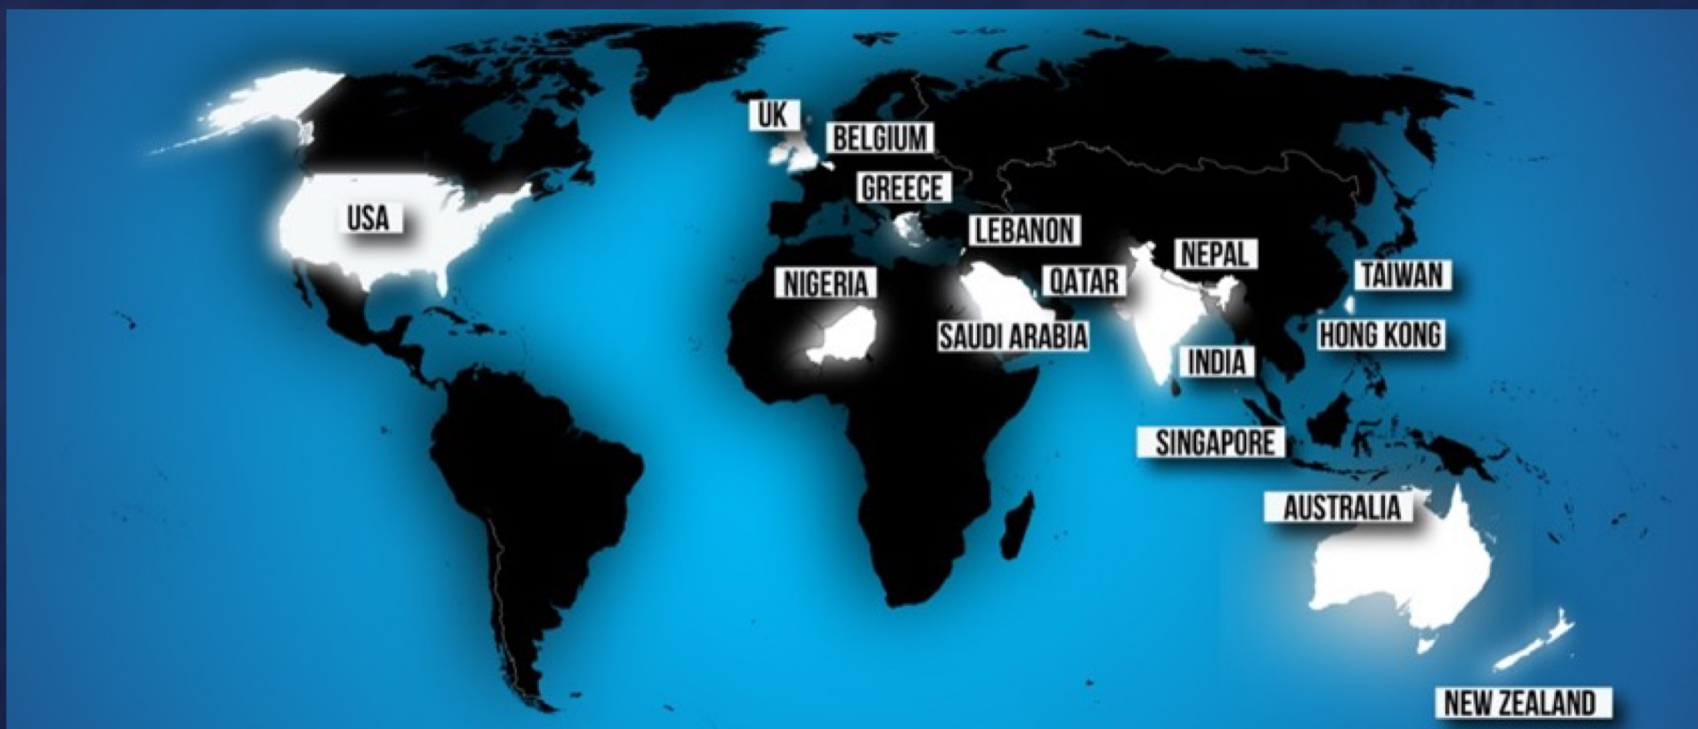 UK
BELGIUM
GREECE
USA
LEBANON
NEPAL
NIGERIA
QATAR
TAIWAN
SAUDI ARABIA
HONG KONG
INDIA
SINGAPORE
AUSTRALIA
NEW ZEALAND